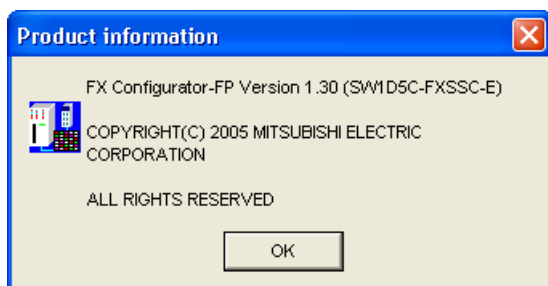 Product information
FX Configurator-FP Version 1.30 (SW1D5C-FXSSC-E)
COPYRIGHT(C) 2005 MITSUBISHI ELECTRIC
CORPORATION
ALL RIGHTS RESERVED
OK